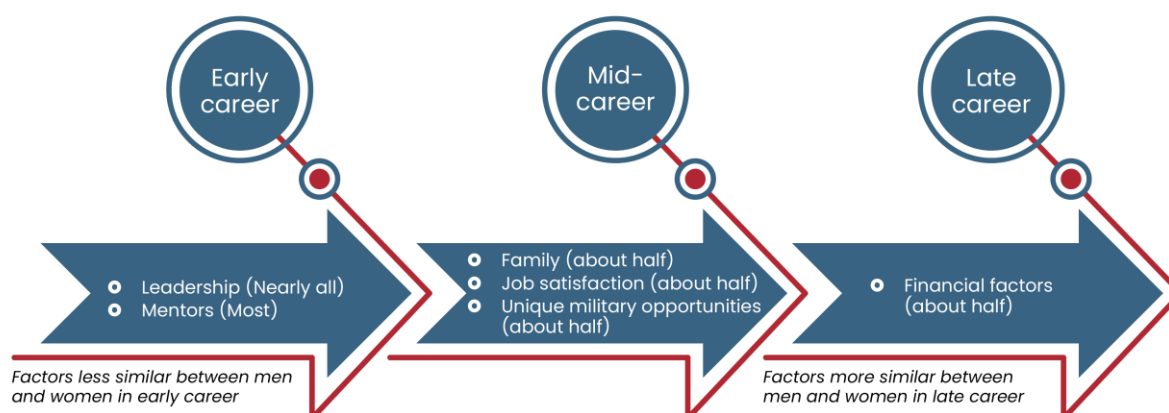 Early
career
Mid-
career
Late
career
Leadership (Nearly all)
Mentors (Most)
Family (about half)
Job satisfaction (about half)
Unique military opportunities
(about half)
Financial factors
(about half)
Factors less similar between men
and women in early career
Factors more similar between
men and women in late career